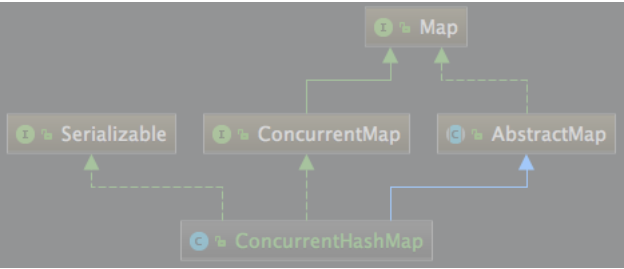 I Map
I Serializable
I ConcurrentMap
C AbstractMap
C ConcurrentHashMap